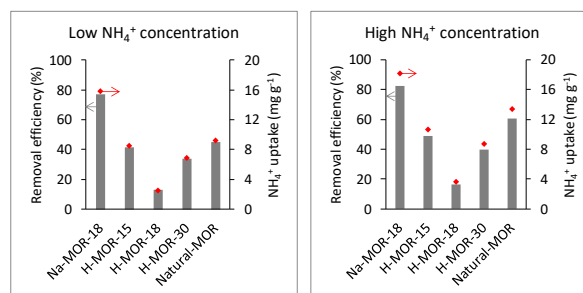 Low NH₄⁺ concentration
Removal efficiency (%)
100
80
60
40
20
0
20
16
12
8
4
0
NH₄⁺ uptake (mg g⁻¹)
Na-MOR-18
H-MOR-15
H-MOR-18
H-MOR-30
Natural-MOR
High NH₄⁺ concentration
Removal efficiency (%)
100
80
60
40
20
0
20
16
12
8
4
0
NH₄⁺ uptake (mg g⁻¹)
Na-MOR-18
H-MOR-15
H-MOR-18
H-MOR-30
Natural-MOR